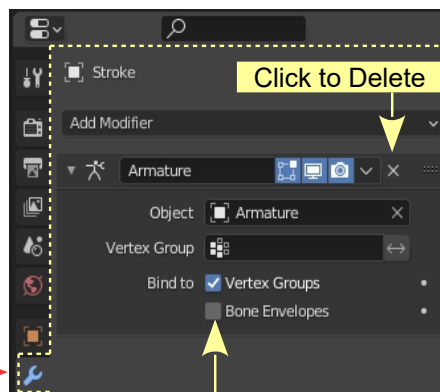 Stroke
Click to Delete
Add Modifier
Armature
Object Armature
Vertex Group
Bind to Vertex Groups
Bone Envelopes